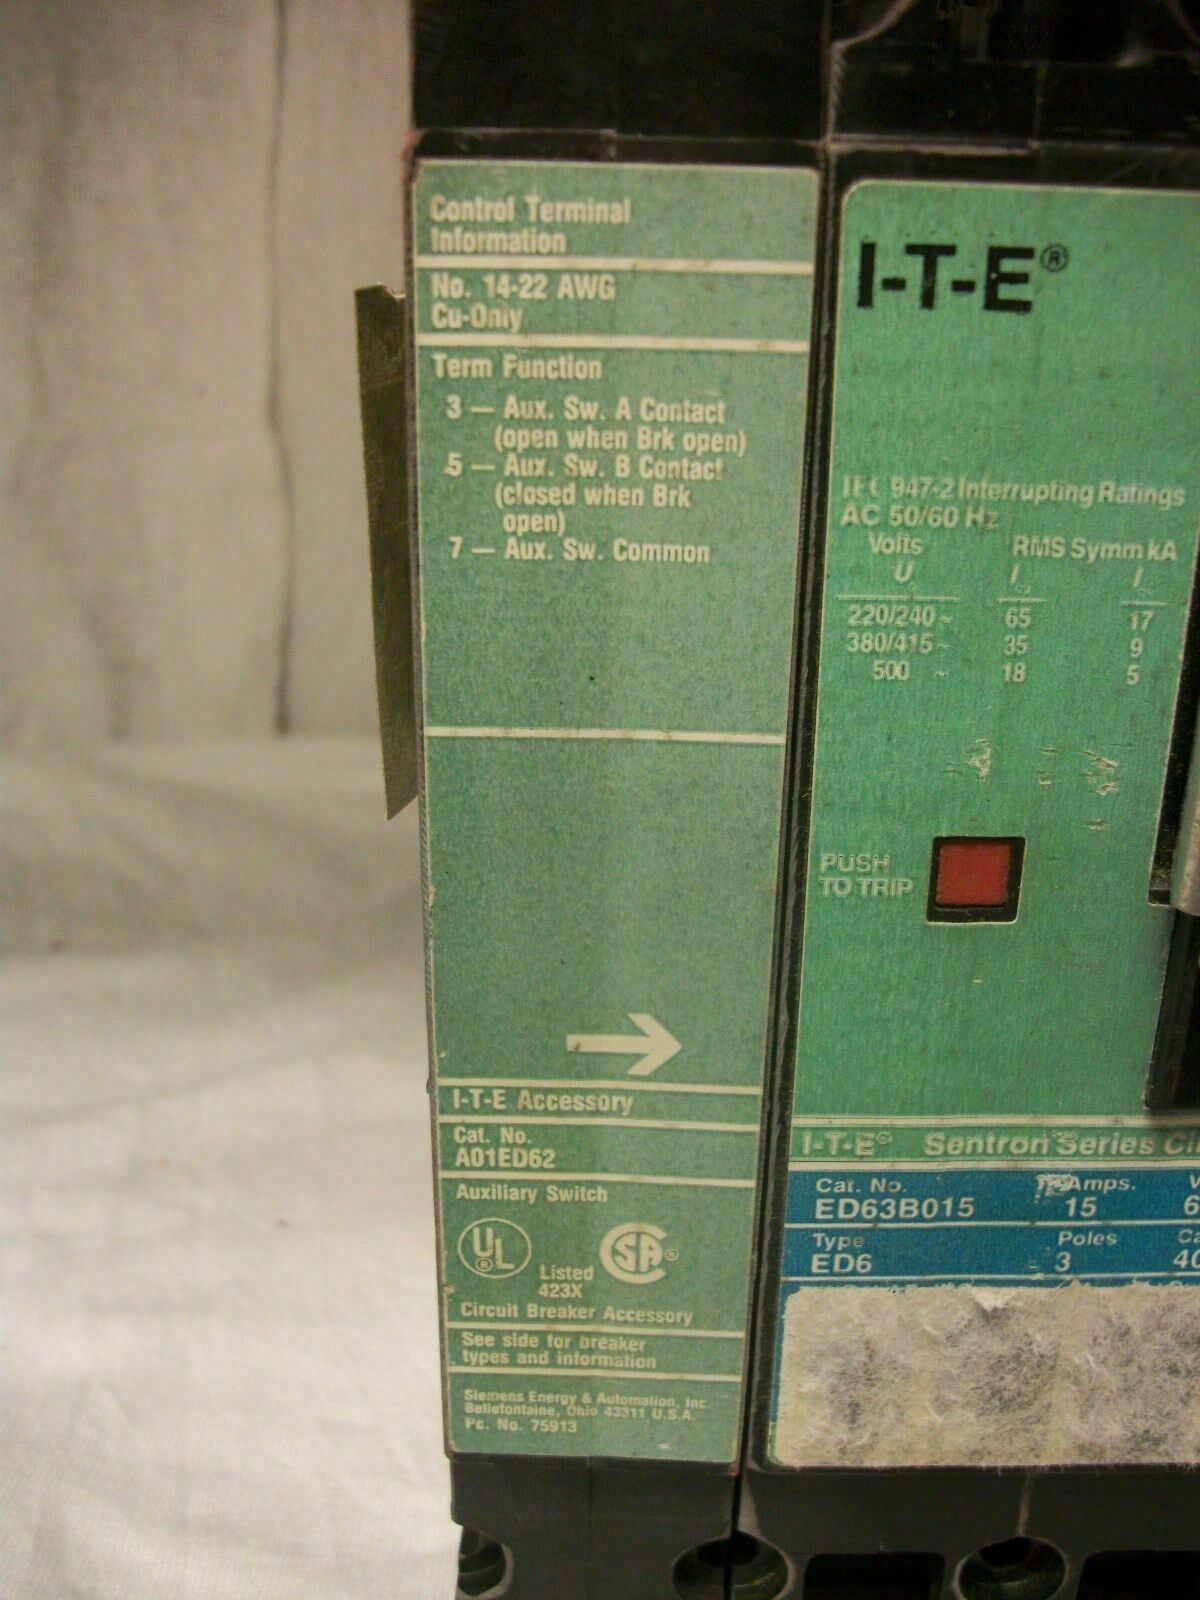 Control Terminal
Information
No. 14-22 AWG
Cu-Only
Term Function
3 — Aux. Sw. A Contact
(open when Brk open)
5 — Aux. Sw. B Contact
(closed when Brk
open)
7 — Aux. Sw. Common
I-T-E Accessory
Cat. No.
A01ED62
Auxiliary Switch
UL ®
Listed
423X
SA ®
Circuit Breaker Accessory
See side for breaker
types and information
Siemens Energy & Automation, Inc.
Bellefontaine, Ohio 43311 U.S.A.
Pc. No. 75913
I-T-E®
IEC 947-2 Interrupting Ratings
AC 50/60 Hz
Volts RMS Symm kA
U I I
220/240~ 65 17
380/415~ 35 9
500 ~ 18 5
PUSH
TO TRIP
I-T-E® Sentron Series
Cat. No. Amps.
ED63B015 15
Type Poles
ED6 3